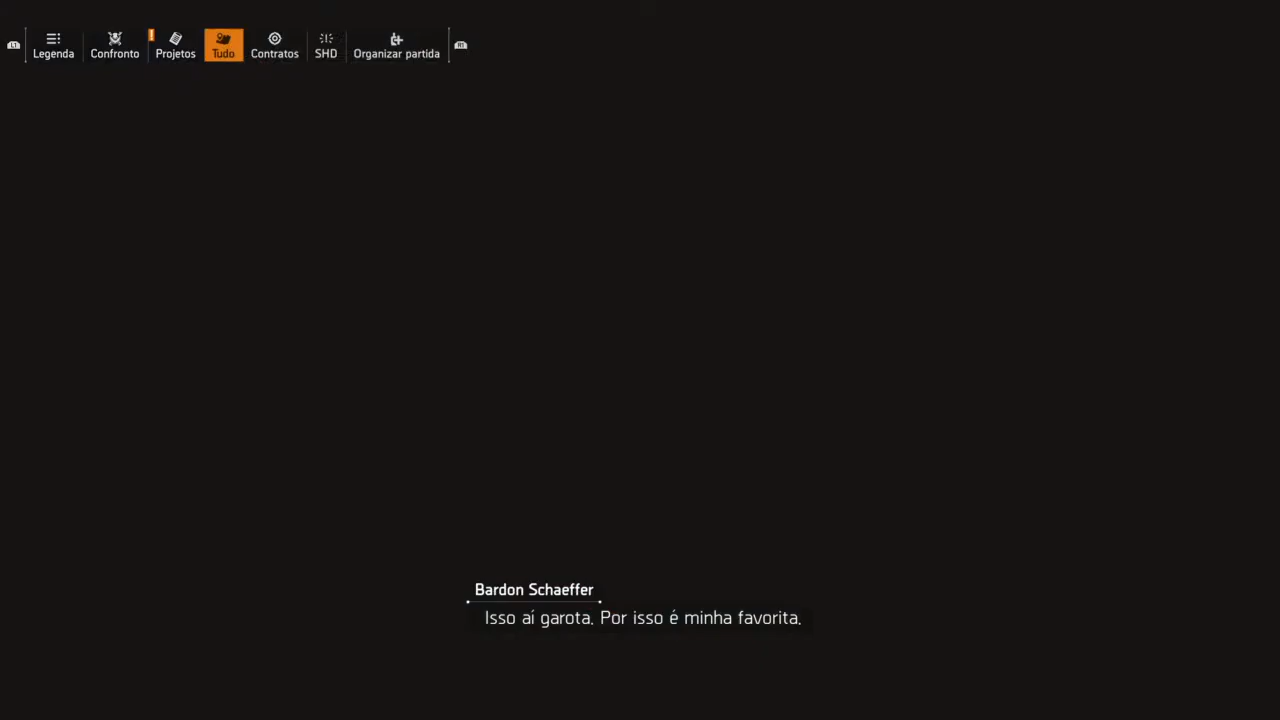 Legenda Confronto Projetos Tudo Contratos SHD Organizar partida
Bardon Schaeffer
Isso aí garota. Por isso é minha favorita.